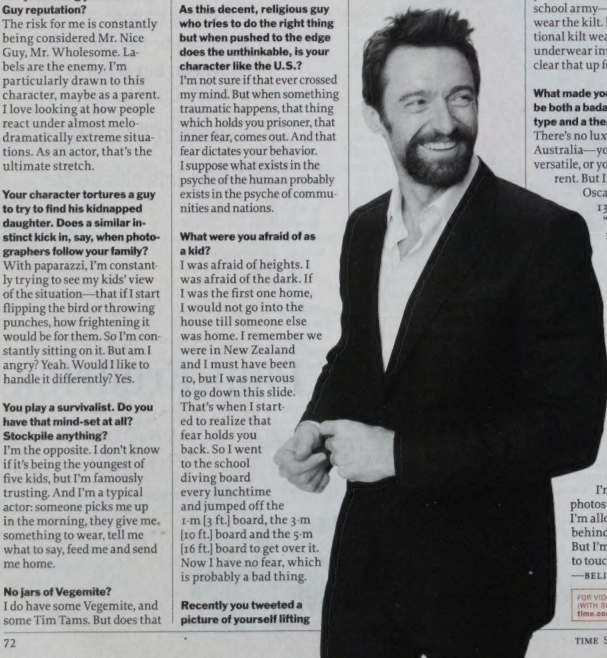 Guy reputation?
The risk for me is constantly
being considered Mr. Nice
Guy, Mr. Wholesome. La-
bels are the enemy. I'm
particularly drawn to this
character, maybe as a parent.
I love looking at how people
react under almost melo-
dramatically extreme situa-
tions. As an actor, that's the
ultimate stretch.
Your character tortures a guy
to try to find his kidnapped
daughter. Does a similar in-
stinct kick in, say, when photo-
graphers follow your family?
With paparazzi, I'm constant-
ly trying to see my kids' view
of the situation—that if I start
flipping the bird or throwing
punches, how frightening it
would be for them. So I'm con-
stantly sitting on it. But am I
angry? Yeah. Would I like to
handle it differently? Yes.
You play a survivalist. Do you
have that mind-set at all?
Stockpile anything?
I'm the opposite. I don't know
if it's being the youngest of
five kids, but I'm famously
trusting. And I'm a typical
actor: someone picks me up
in the morning, they give me
something to wear, tell me
what to say, feed me and send
me home.
No jars of Vegemite?
I do have some Vegemite, and
some Tim Tams. But does that
72
As this decent, religious guy
who tries to do the right thing
but when pushed to the edge
does the unthinkable, is your
character like the U.S.?
I'm not sure if that ever crossed
my mind. But when something
traumatic happens, that thing
which holds you prisoner, that
inner fear, comes out. And that
fear dictates your behavior.
I suppose what exists in the
psyche of the human probably
exists in the psyche of commu-
nities and nations.
What were you afraid of as
a kid?
I was afraid of heights. I
was afraid of the dark. If
I was the first one home,
I would not go into the
house till someone else
was home. I remember we
were in New Zealand
and I must have been
10, but I was nervous
to go down this slide.
That's when I start-
ed to realize that
fear holds you
back. So I went
to the school
diving board
every lunchtime
and jumped off the
1-m [3 ft.] board, the 3-m
[10 ft.] board and the 5-m
[16 ft.] board to get over it.
Now I have no fear, which
is probably a bad thing.
Recently you tweeted a
picture of yourself lifting
school army—
wear the kilt.
tional kilt wea
underwear inv
clear that up f
What made you
be both a bada
type and a the
There's no lux
Australia—yo
versatile, or yo
rent. But I
Osca
13
I'm
photos
I'm allo
behind
But I'm
to touc
—BELI
FOR VID
(WITH S
time.co
TIME S